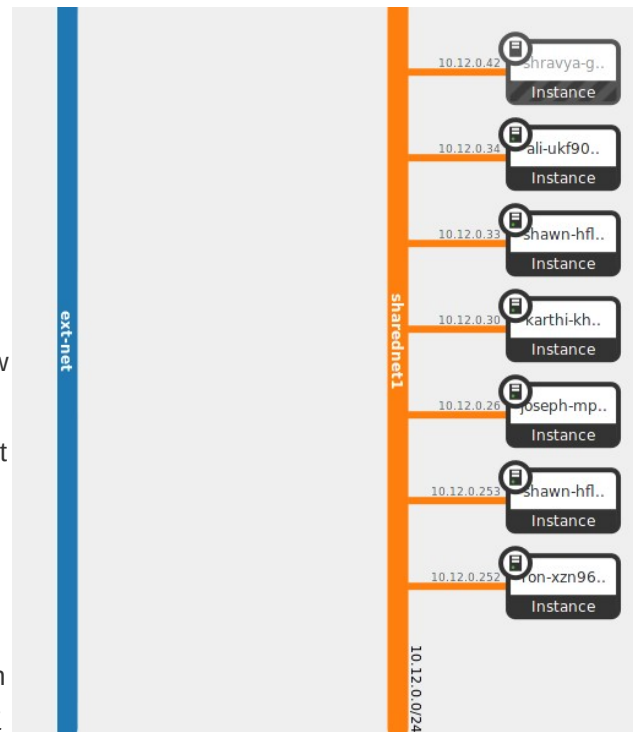 10.12.0.42
shravya-g..
Instance
10.12.0.34
ali-ukf90..
Instance
10.12.0.33
shawn-hfl..
Instance
ext-net
sharednet1
10.12.0.30
karthi-kh..
Instance
w
10.12.0.26
joseph-mp..
Instance
t
10.12.0.253
shawn-hfl..
Instance
10.12.0.252
ron-xzn96..
Instance
10.12.0.0/24